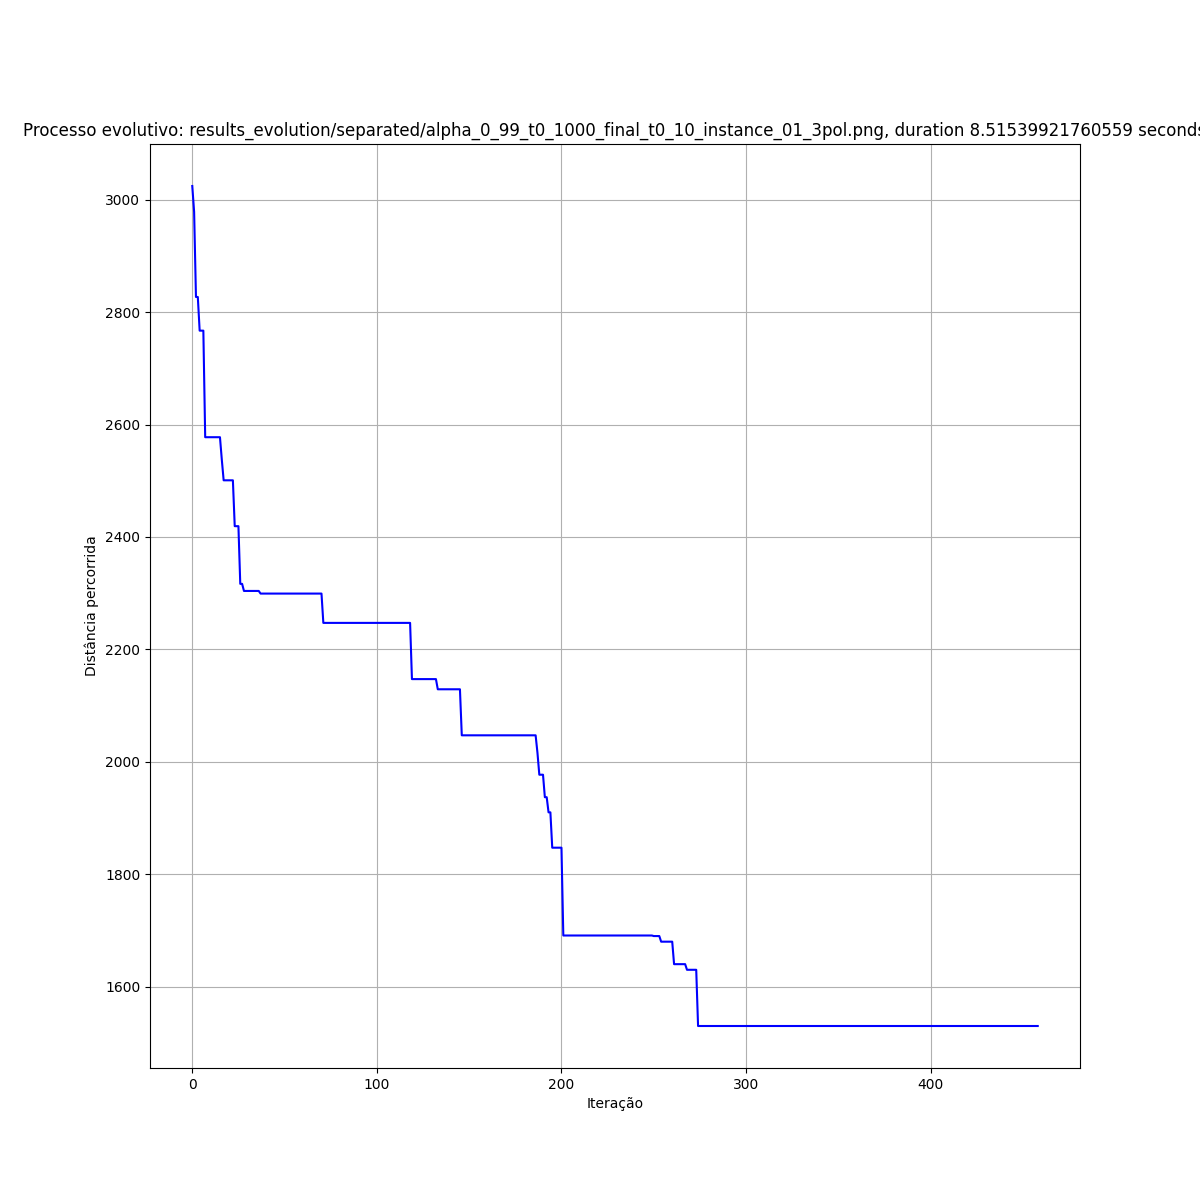 Processo evolutivo: results_evolution/separated/alpha_0_99_t0_1000_final_t0_10_instance_01_3pol.png, duration 8.51539921760559 seconds
3000
2800
2600
2400
2200
2000
1800
1600
Distância percorrida
0 100 200 300 400
Iteração